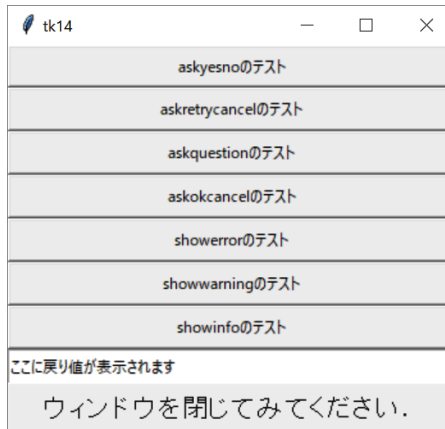 tk14
askyesnoのテスト
askretrycancelのテスト
askquestionのテスト
askokcancelのテスト
showerrorのテスト
showwarningのテスト
showinfoのテスト
ここに戻り値が表示されます
ウィンドウを閉じてみてください.